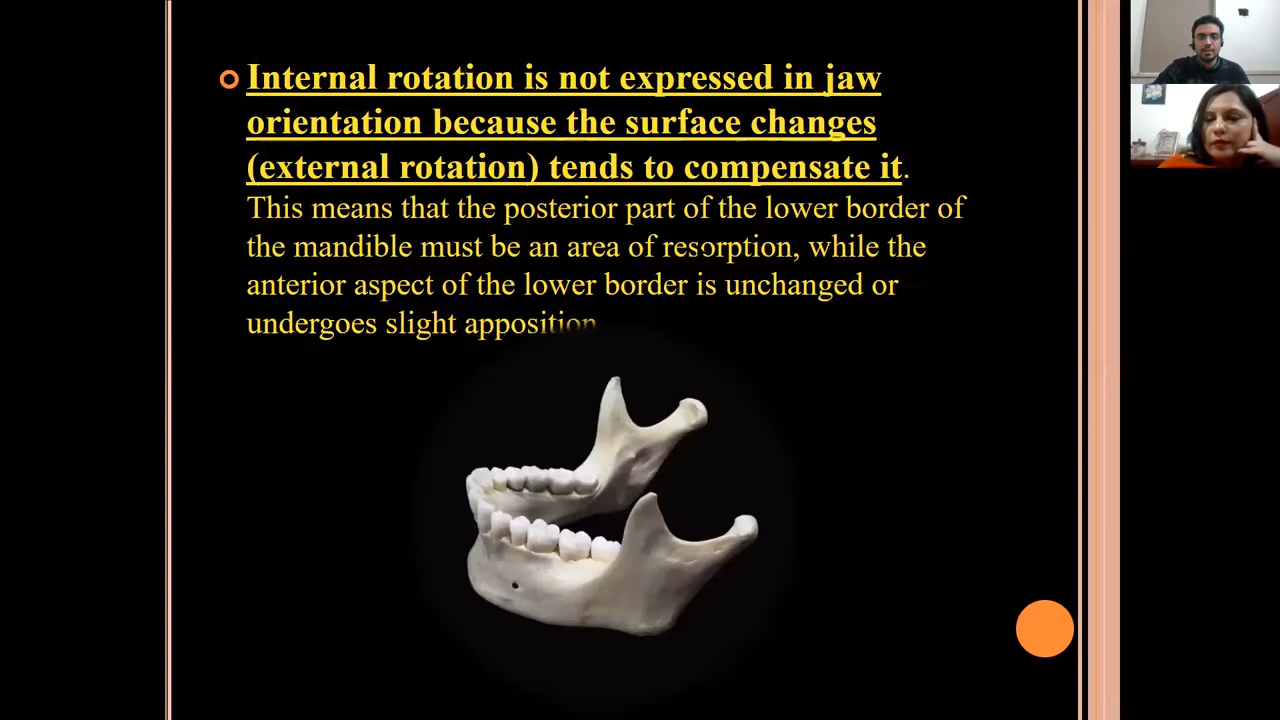 Internal rotation is not expressed in jaw
orientation because the surface changes
(external rotation) tends to compensate it.
This means that the posterior part of the lower border of
the mandible must be an area of resorption, while the
anterior aspect of the lower border is unchanged or
undergoes slight apposition